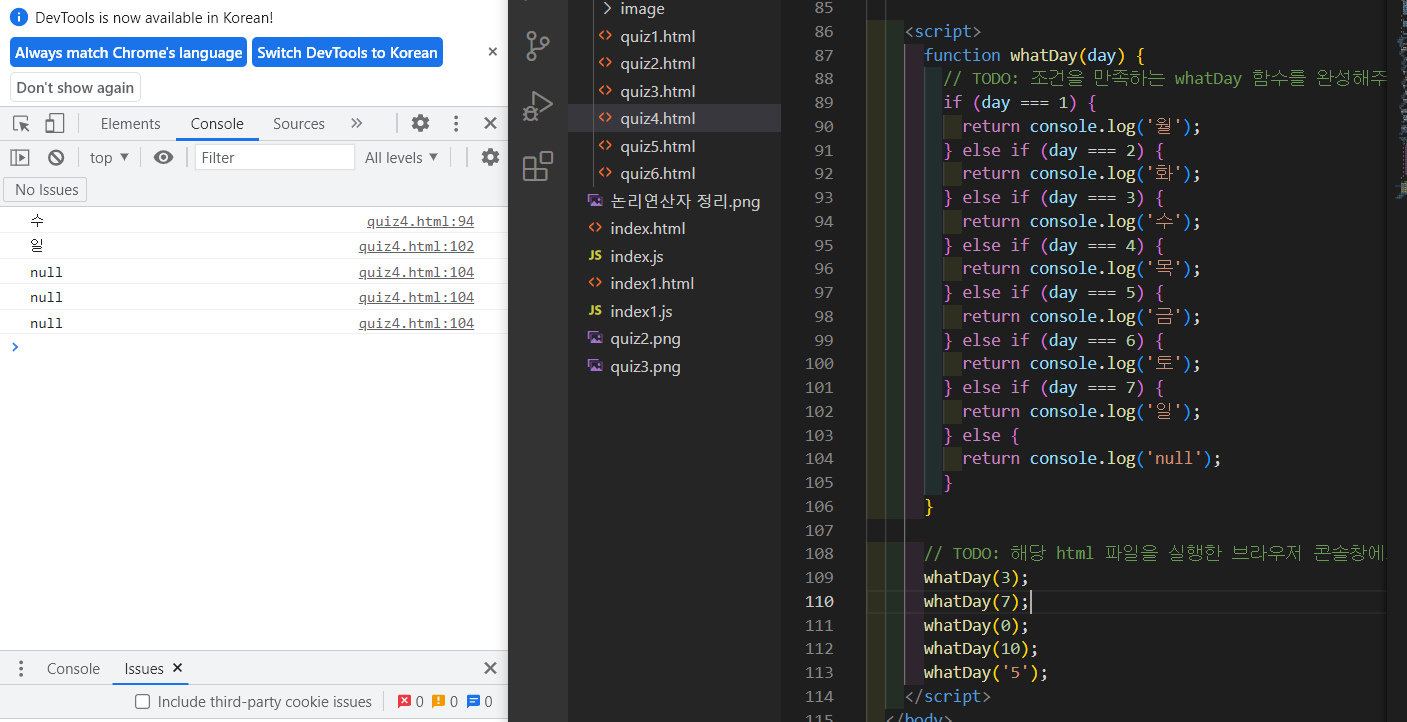 DevTools is now available in Korean!
Always match Chrome's language
Switch DevTools to Korean
Don't show again
Elements
Console
Sources
top
Filter
All levels
No Issues
수 quiz4.html:94
일 quiz4.html:102
null quiz4.html:104
null quiz4.html:104
null quiz4.html:104
Console
Issues
Include third-party cookie issues
0
0
0
image
quiz1.html
quiz2.html
quiz3.html
quiz4.html
quiz5.html
quiz6.html
논리연산자 정리.png
index.html
JS index.js
index1.html
JS index1.js
quiz2.png
quiz3.png
85
86 <script>
87 function whatDay(day) {
88 // TODO: 조건을 만족하는 whatDay 함수를 완성해주
89 if (day === 1) {
90 return console.log('월');
91 } else if (day === 2) {
92 return console.log('화');
93 } else if (day === 3) {
94 return console.log('수');
95 } else if (day === 4) {
96 return console.log('목');
97 } else if (day === 5) {
98 return console.log('금');
99 } else if (day === 6) {
100 return console.log('토');
101 } else if (day === 7) {
102 return console.log('일');
103 } else {
104 return console.log('null');
105 }
106 }
107
108 // TODO: 해당 html 파일을 실행한 브라우저 콘솔창에
109 whatDay(3);
110 whatDay(7);
111 whatDay(0);
112 whatDay(10);
113 whatDay('5');
114 </script>
115 </body>